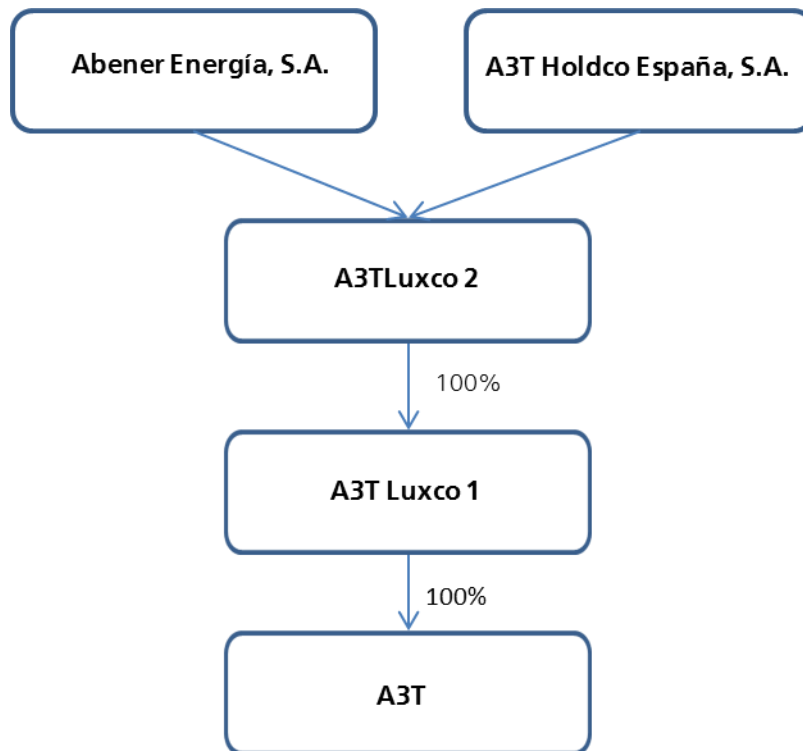 Abener Energía, S.A.
A3T Holdco España, S.A.
A3TLuxco 2
100%
A3T Luxco 1
100%
A3T